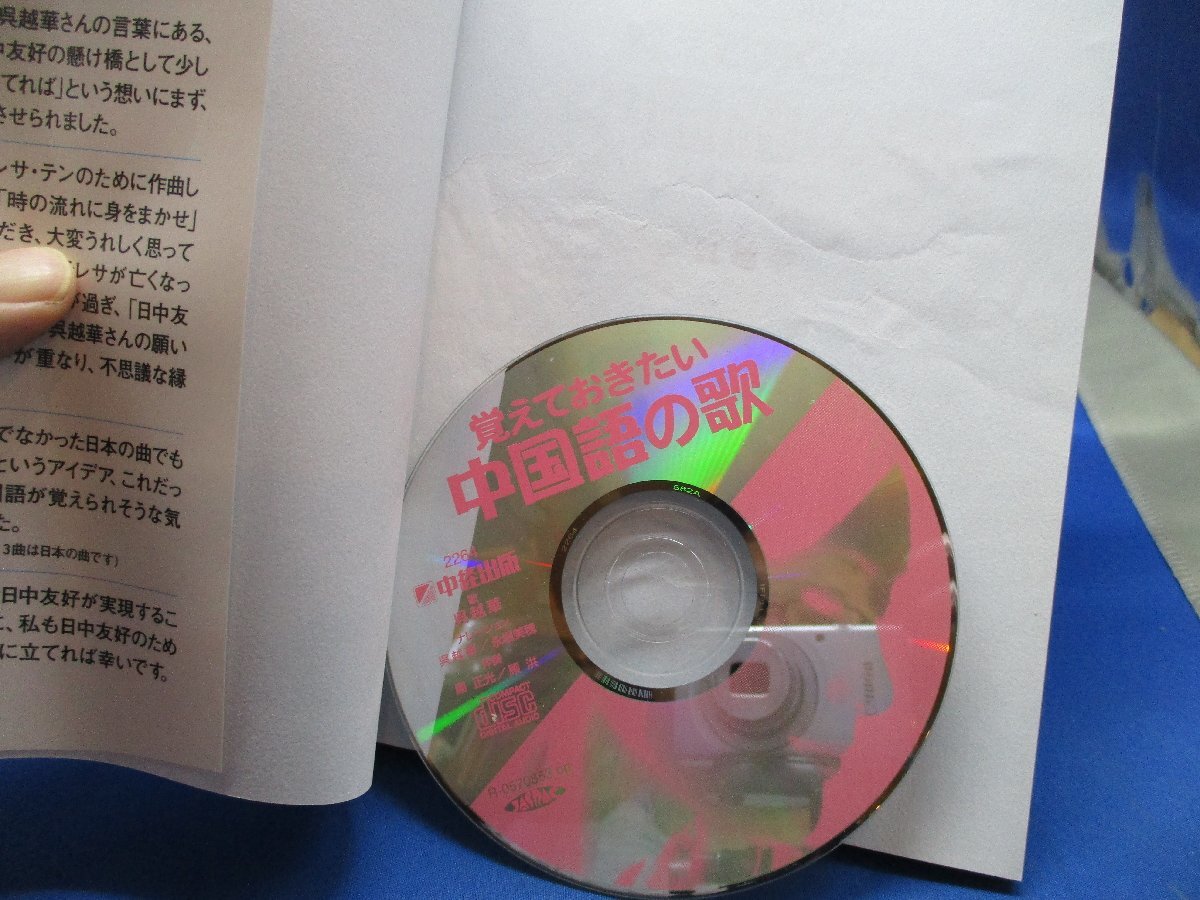 呉越華さんの言葉にある、
中友好の懸け橋として少し
てれば」という想いにまず、
させられました。
レサ・テンのために作曲し
「時の流れに身をまかせ」
だき、大変うれしく思って
レサが亡くなっ
が過ぎ、「日中友
呉越華さんの願い
が重なり、不思議な縁
でなかった日本の曲でも
というアイデア、これだっ
国語が覚えられそうな気
た。
3曲は日本の曲です)
日中友好が実現するこ
に、私も日中友好のため
に立てれば幸いです。
覚えておきたい
中国語の歌
682A
2264
中経出版
COMPACT
disc
DIGITAL AUDIO
R-0570853